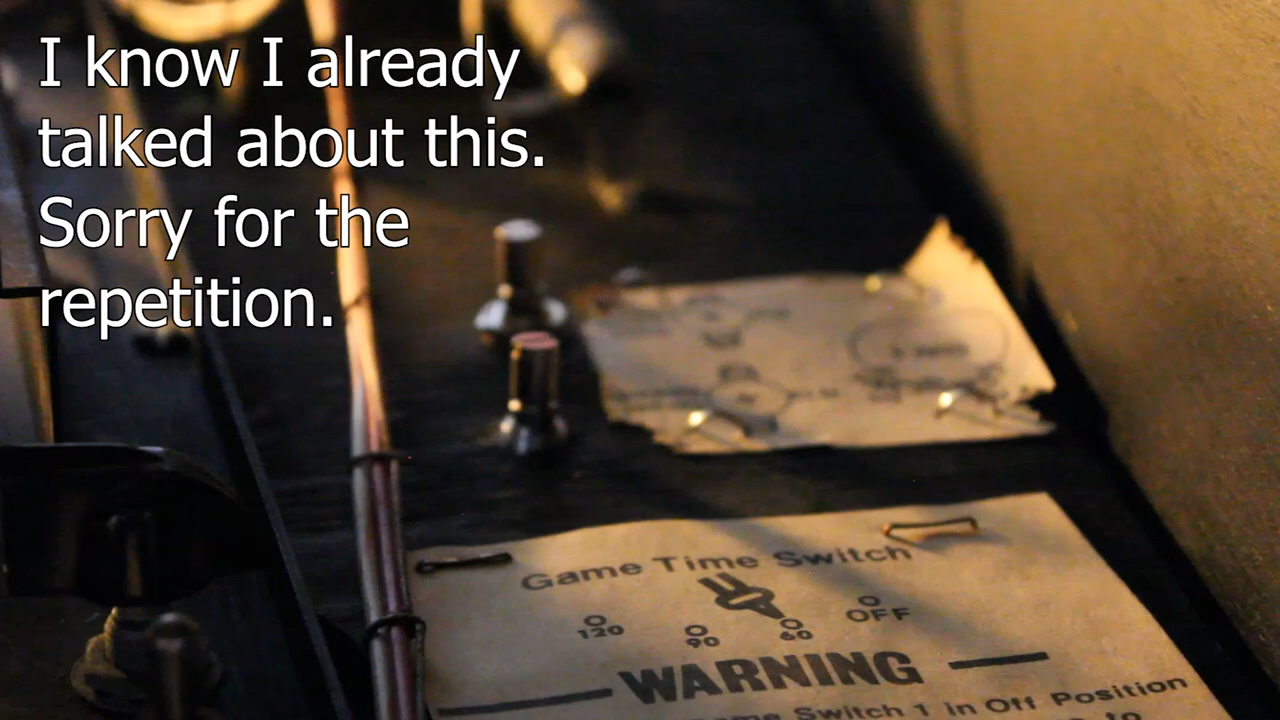 I know I already
talked about this.
Sorry for the
repetition.
Game Time Switch
120 90 60 OFF
WARNING
Switch 1 in Off Position
to